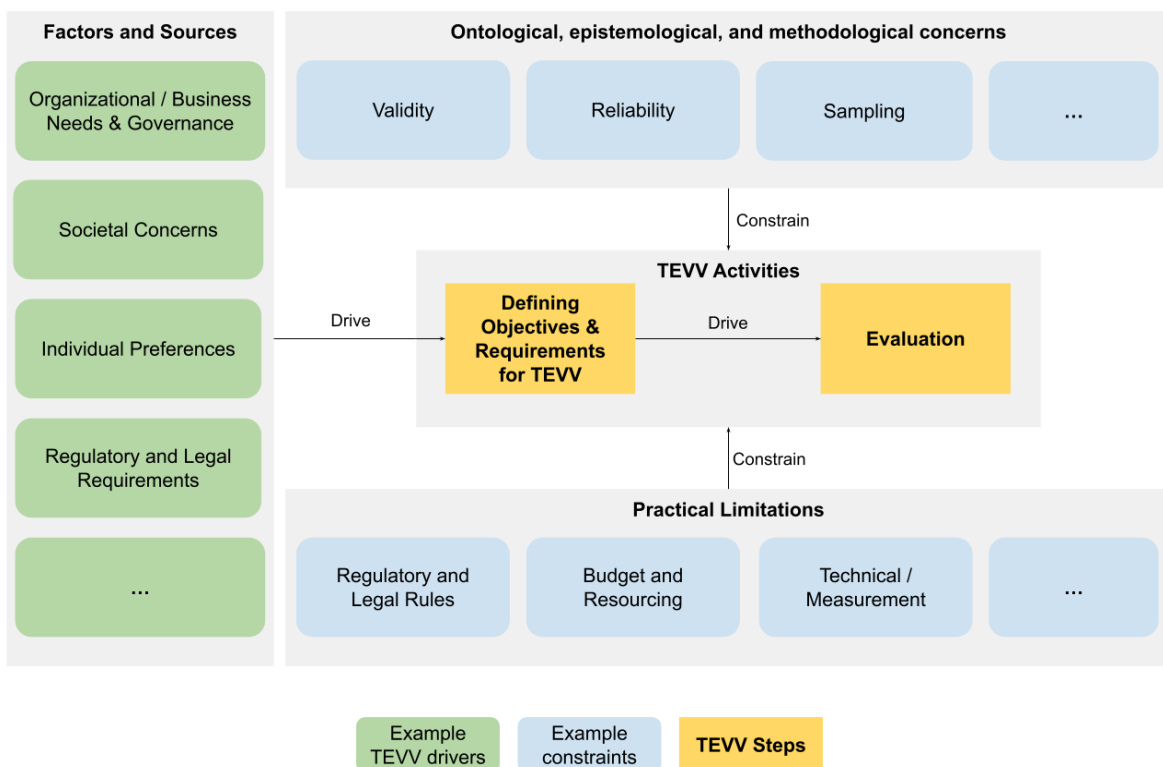 Factors and Sources
Organizational / Business
Needs & Governance
Societal Concerns
Individual Preferences
Regulatory and Legal
Requirements
...
Ontological, epistemological, and methodological concerns
Validity
Reliability
Sampling
...
Constrain
TEVV Activities
Drive
Defining
Objectives &
Requirements
for TEVV
Drive
Evaluation
Constrain
Practical Limitations
Regulatory and
Legal Rules
Budget and
Resourcing
Technical /
Measurement
...
Example
TEVV drivers
Example
constraints
TEVV Steps